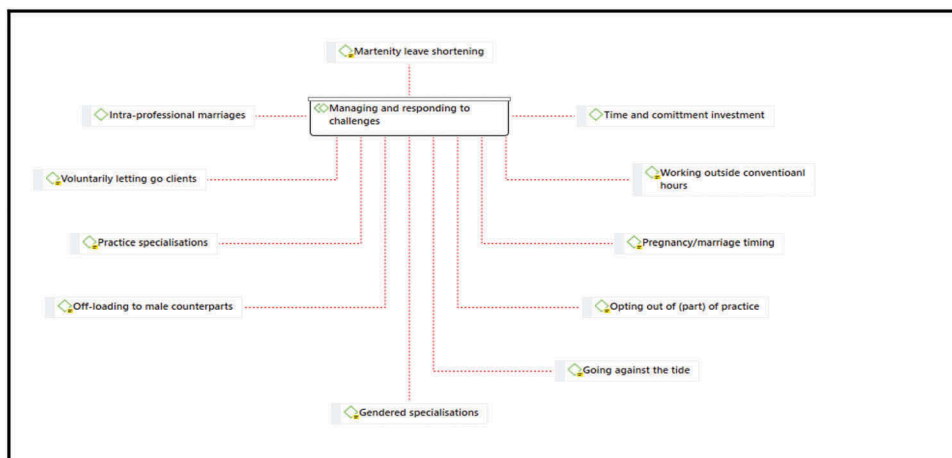 Martenity leave shortening
Intra-professional marriages
Managing and responding to
challenges
Time and comittment investment
Voluntarily letting go clients
Working outside conventioanl
hours
Practice specialisations
Pregnancy/marriage timing
Off-loading to male counterparts
Opting out of (part) of practice
Going against the tide
Gendered specialisations